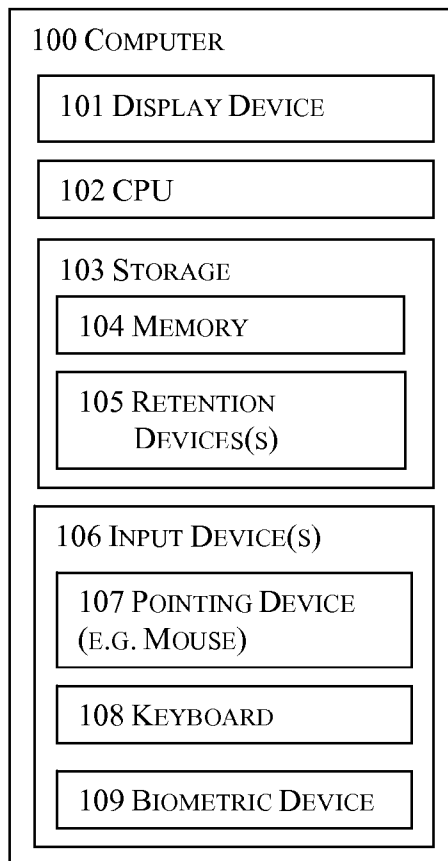 100 COMPUTER
101 DISPLAY DEVICE
102 CPU
103 STORAGE
104 MEMORY
105 RETENTION
DEVICES(S)
106 INPUT DEVICE(S)
107 POINTING DEVICE
(E.G. MOUSE)
108 KEYBOARD
109 BIOMETRIC DEVICE